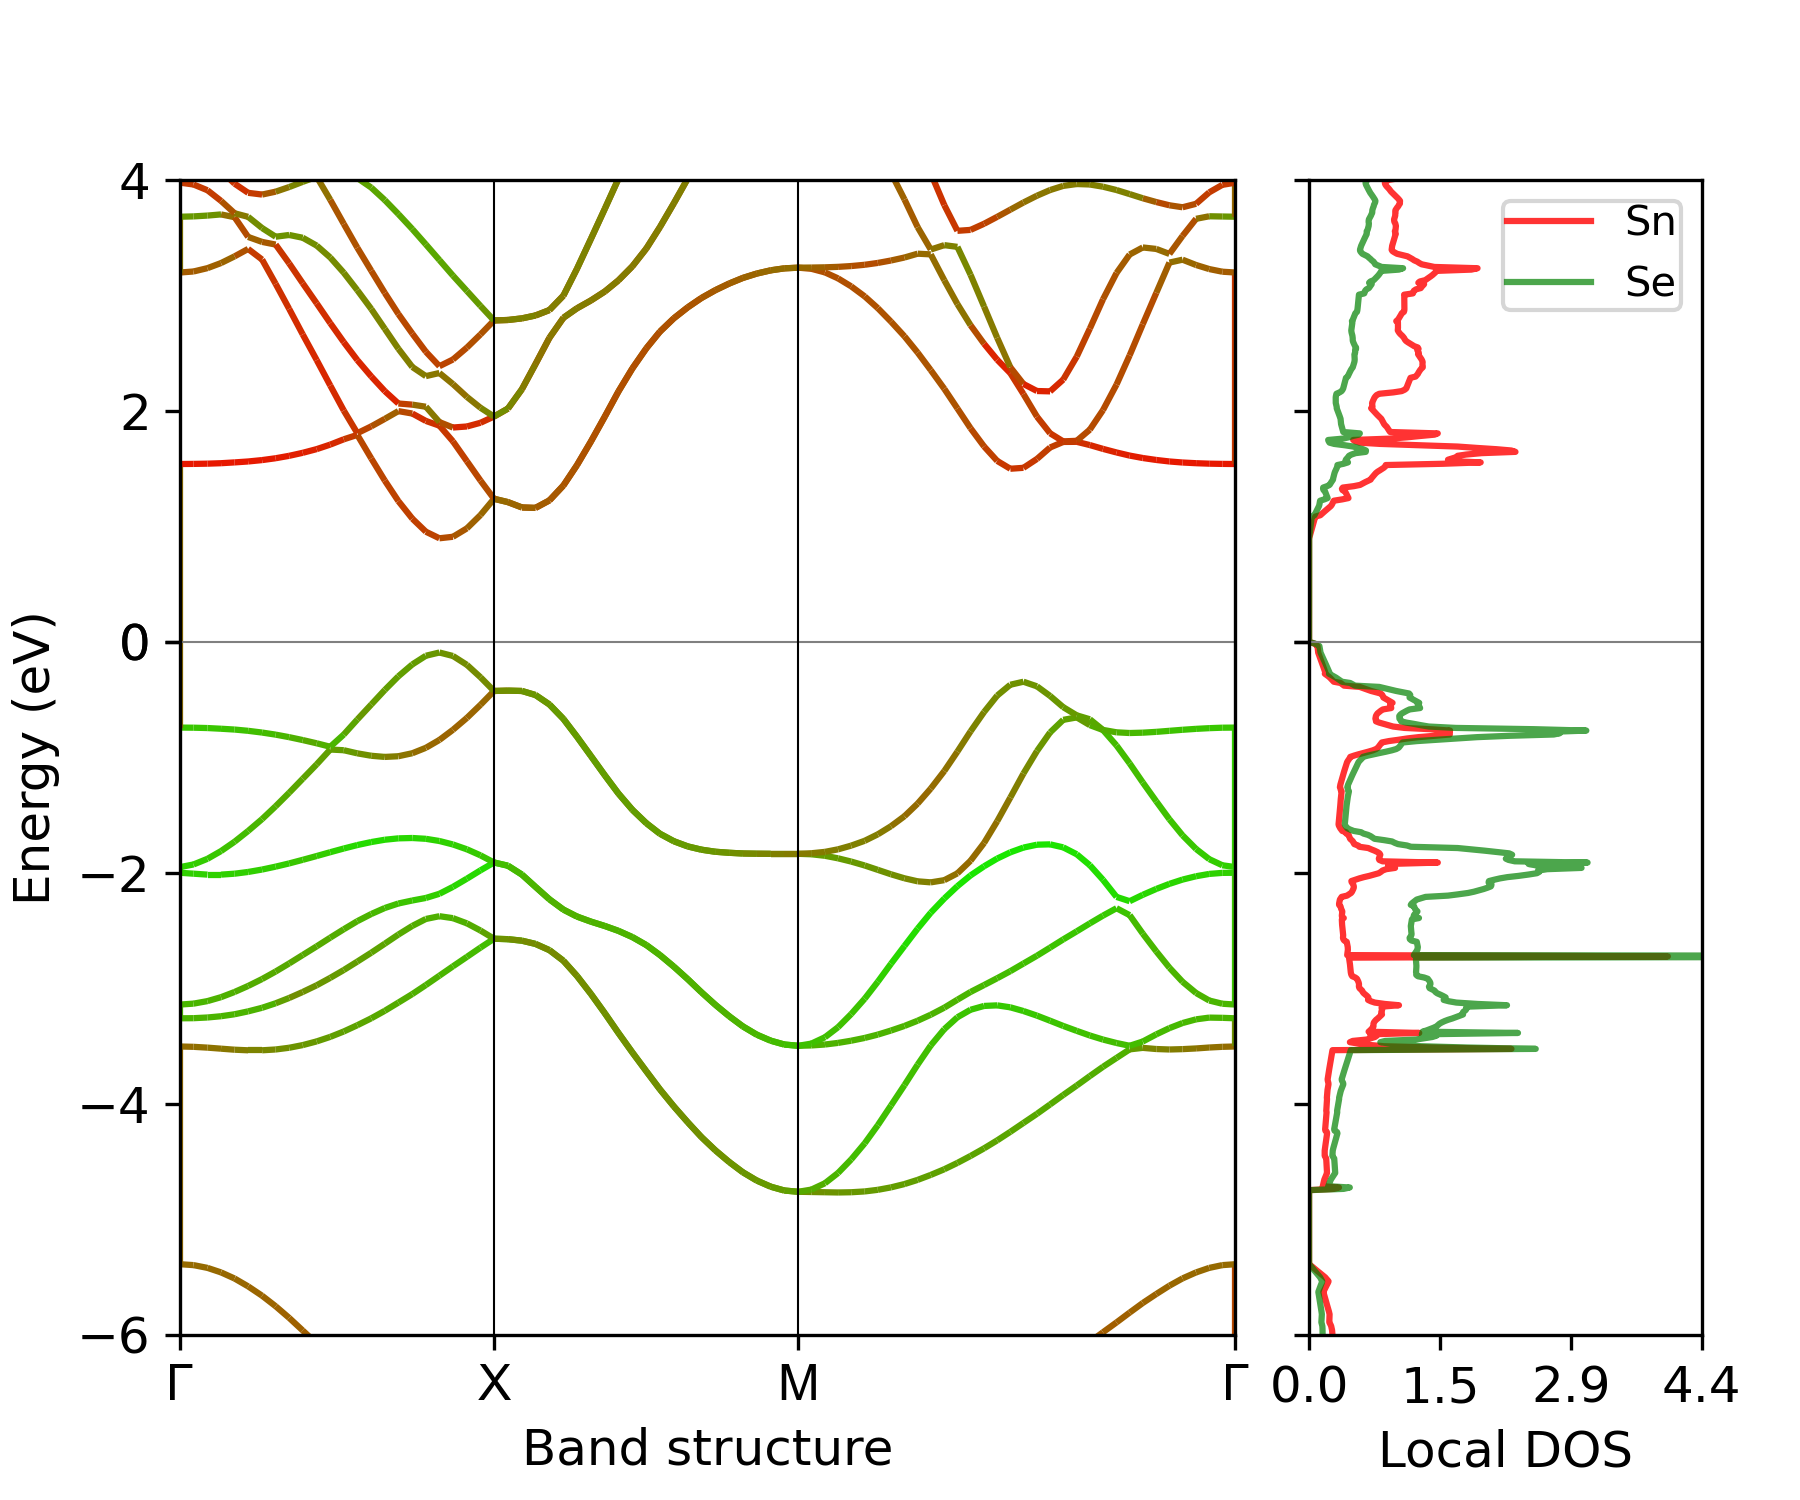 4
2
0
−2
−4
−6
Energy (eV)
Γ X M Γ
Band structure
Sn
Se
0.0 1.5 2.9 4.4
Local DOS